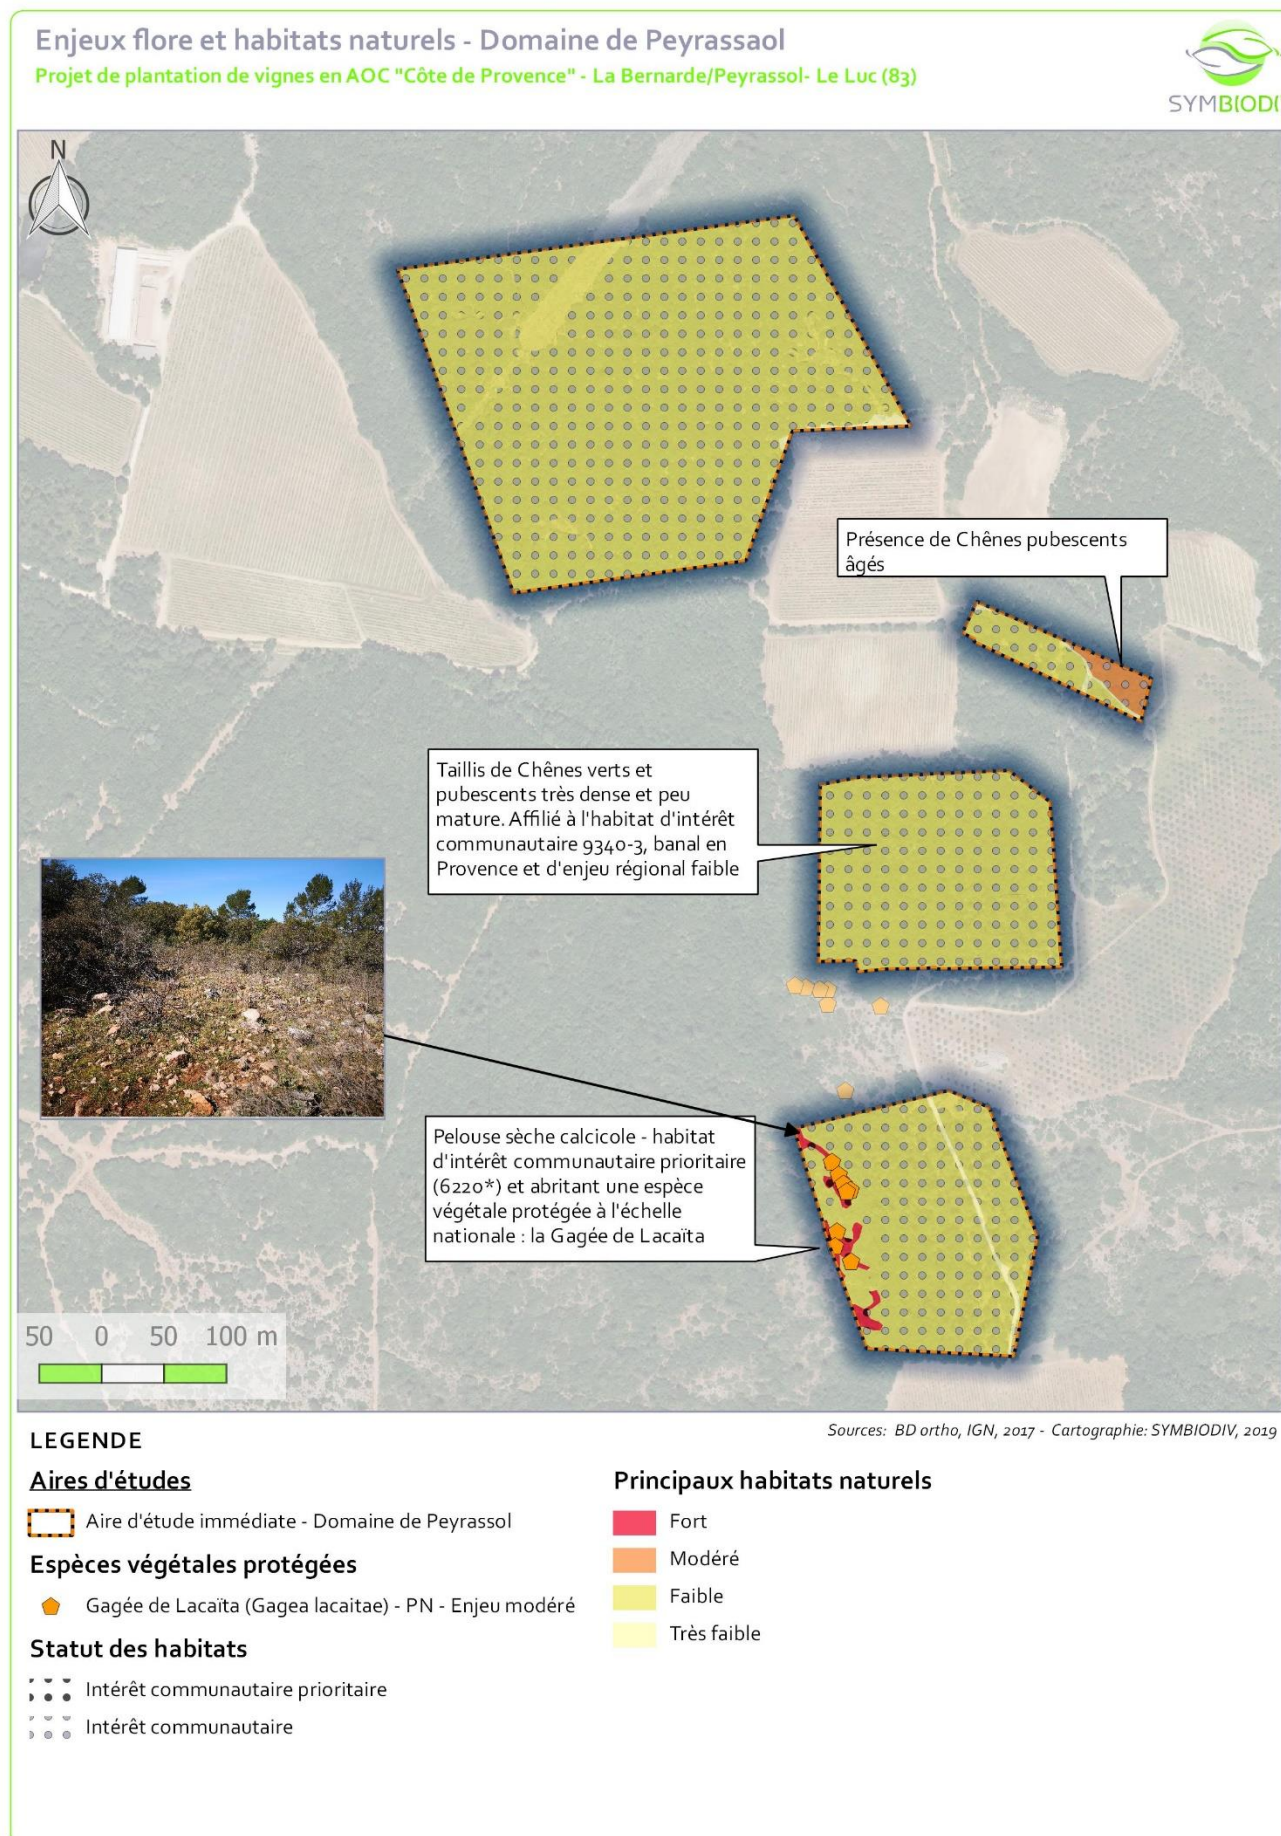 Enjeux flore et habitats naturels - Domaine de Peyrassaol
Projet de plantation de vignes en AOC "Côte de Provence" - La Bernarde/Peyrassol- Le Luc (83)
SYMBIODI
N
Présence de Chênes pubescents
âgés
Taillis de Chênes verts et
pubescents très dense et peu
mature. Affilié à l'habitat d'intérêt
communautaire 9340-3, banal en
Provence et d'enjeu régional faible
Pelouse sèche calcicole - habitat
d'intérêt communautaire prioritaire
(6220*) et abritant une espèce
végétale protégée à l'échelle
nationale : la Gagée de Lacaïta
50 0 50 100 m
Sources: BD ortho, IGN, 2017 - Cartographie: SYMBIODIV, 2019
LEGENDE
Aires d'études
Aire d'étude immédiate - Domaine de Peyrassol
Espèces végétales protégées
Gagée de Lacaïta (Gagea lacaitae) - PN - Enjeu modéré
Statut des habitats
Intérêt communautaire prioritaire
Intérêt communautaire
Principaux habitats naturels
Fort
Modéré
Faible
Très faible